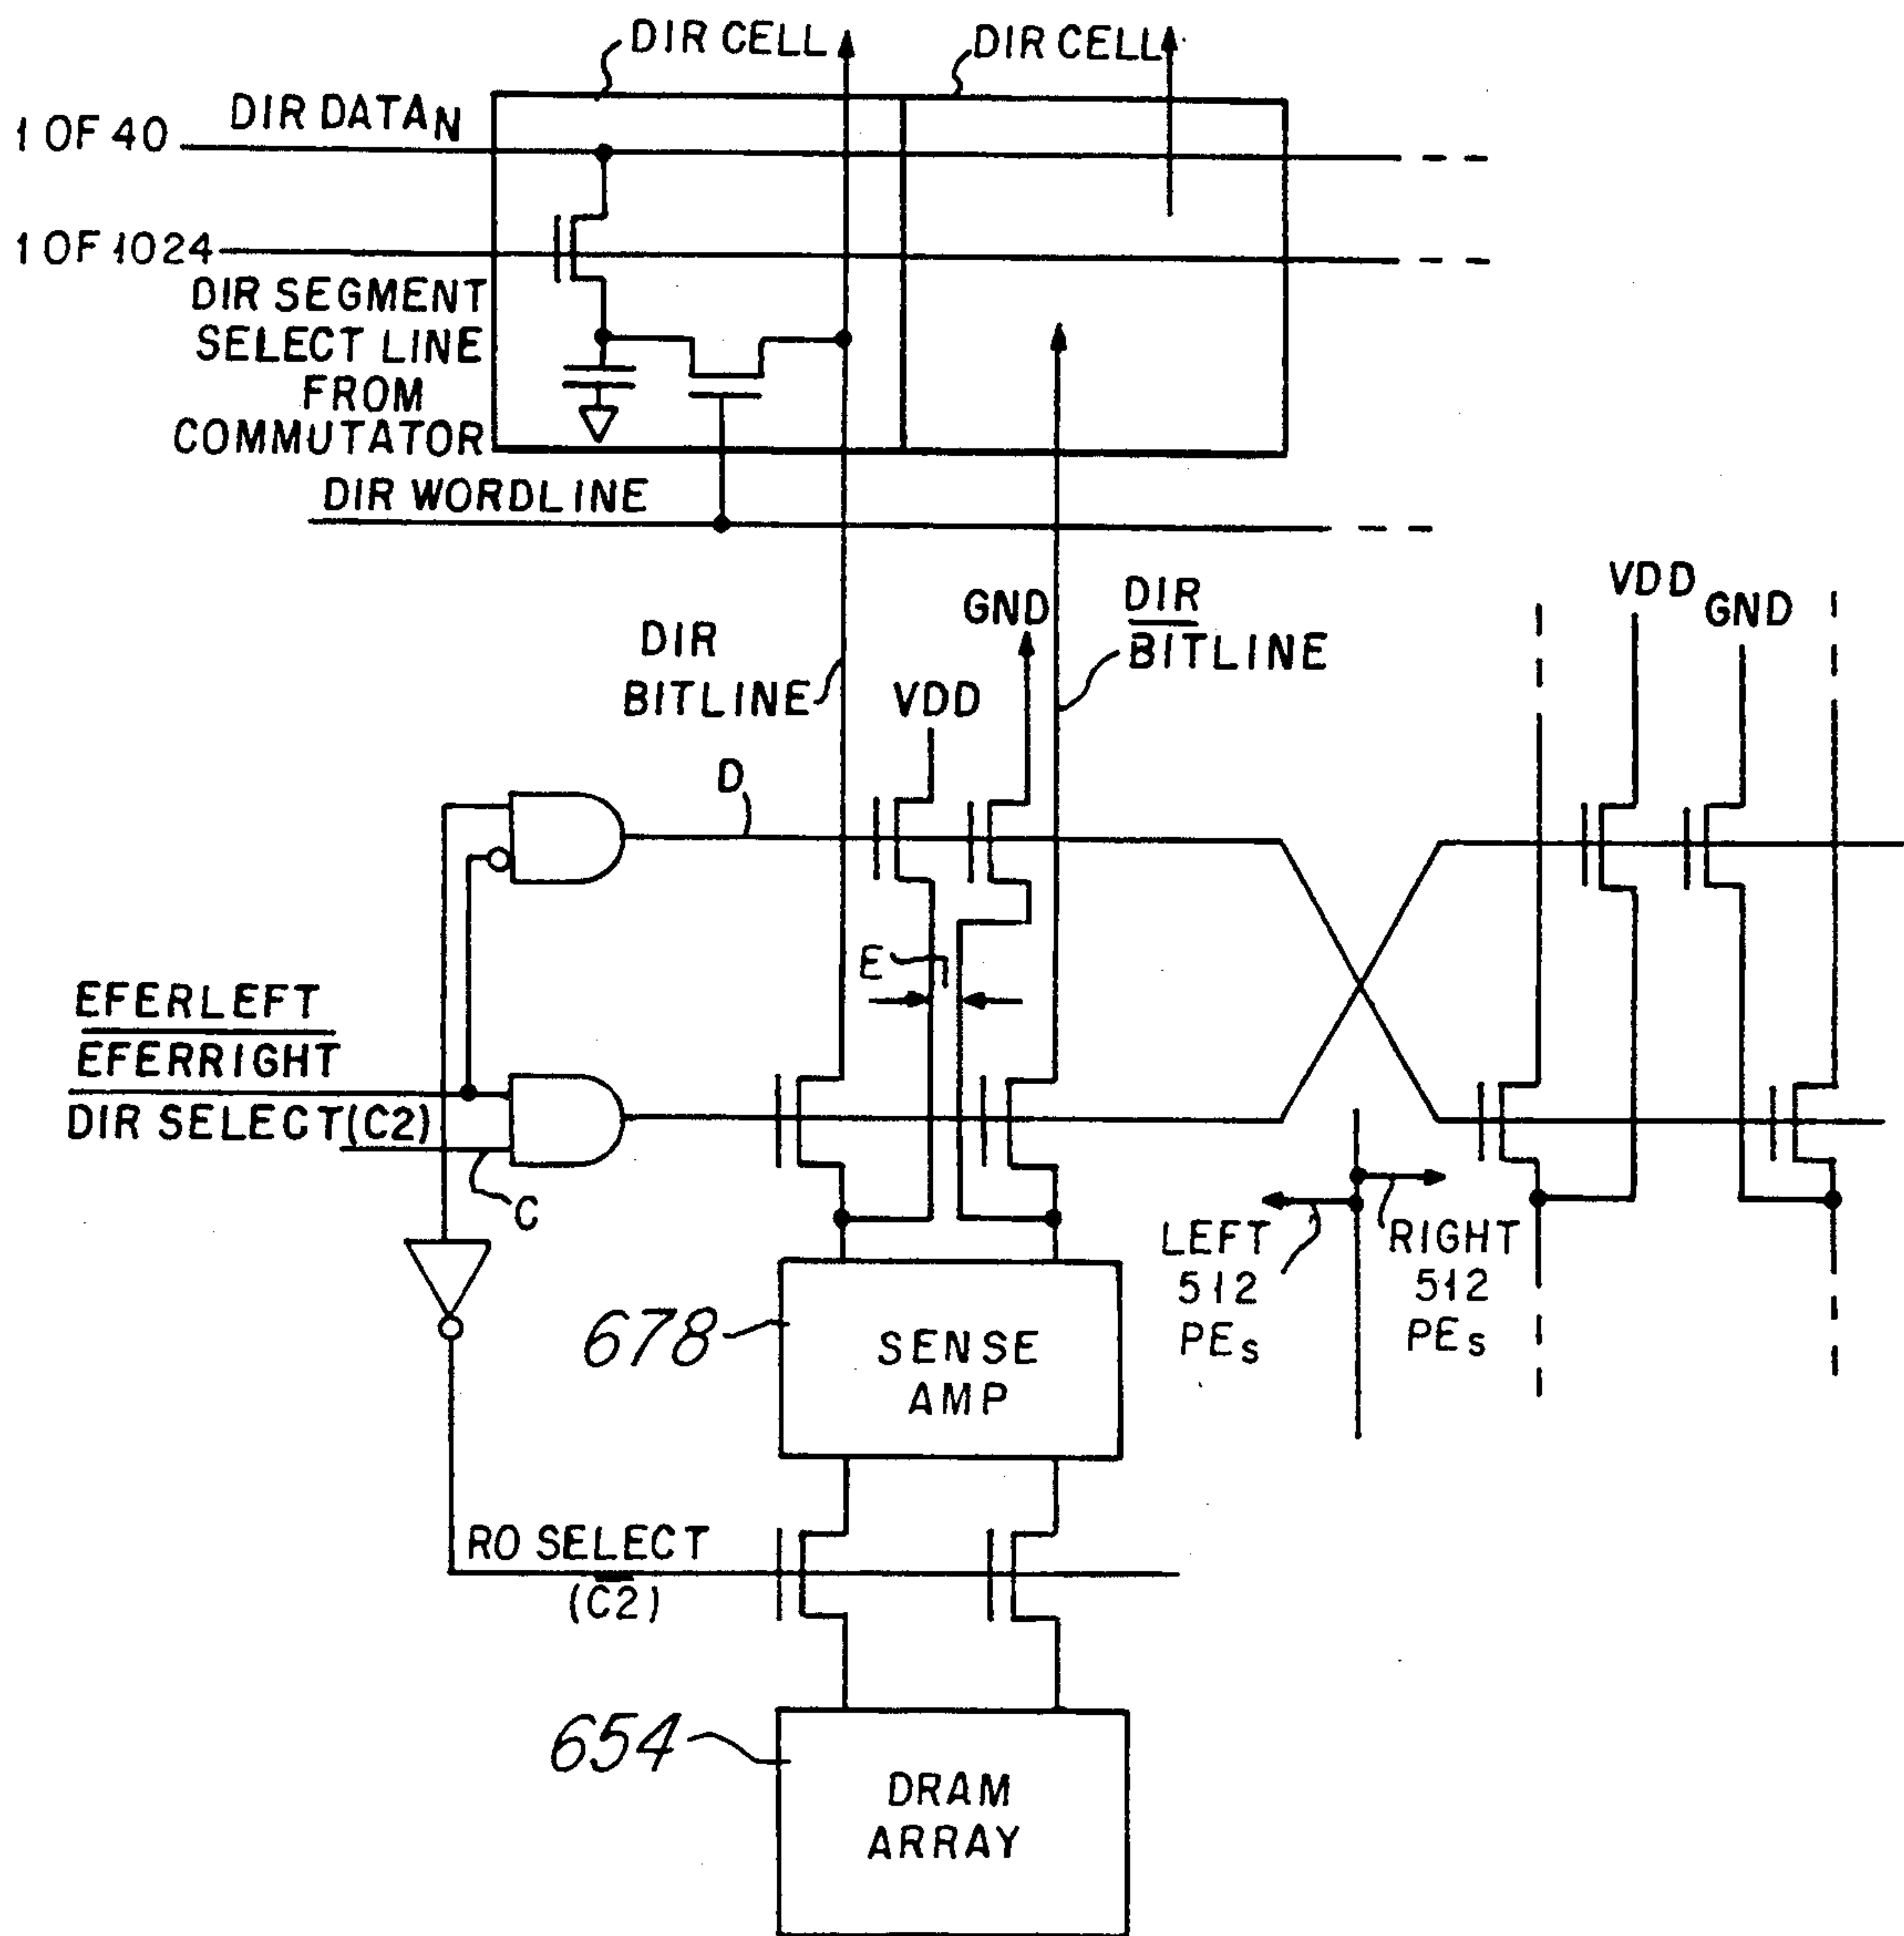 DIR CELL
DIR CELL
1 OF 40
DIR DATA N
1 OF 1024
DIR SEGMENT
SELECT LINE
FROM
COMMUTATOR
DIR WORDLINE
VDD
GND
GND
DIR
BITLINE
DIR
BITLINE
VDD
D
E
EFERLEFT
EFERRIGHT
DIR SELECT(C2)
C
LEFT
512
PEs
RIGHT
512
PEs
678
SENSE
AMP
RO SELECT
(C2)
654
DRAM
ARRAY